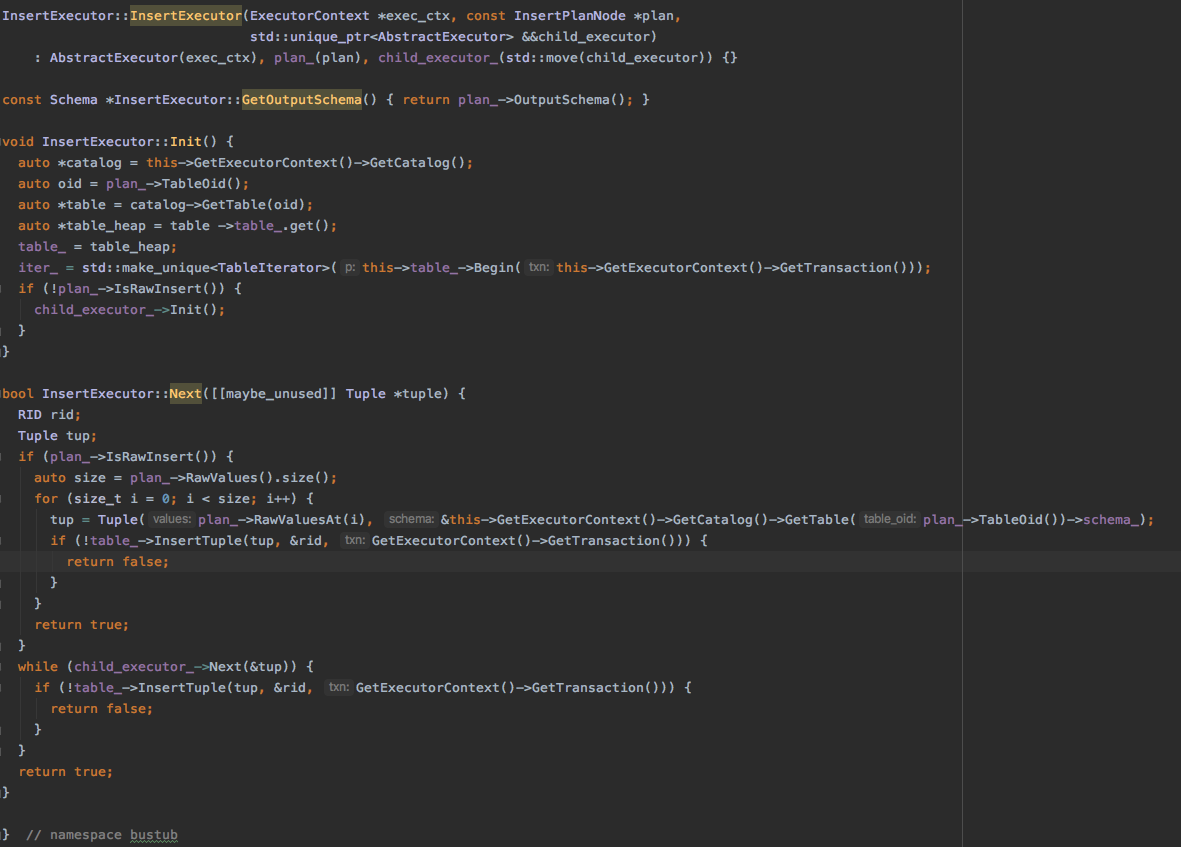 InsertExecutor::InsertExecutor(ExecutorContext *exec_ctx, const InsertPlanNode *plan,
                               std::unique_ptr<AbstractExecutor> &&child_executor)
    : AbstractExecutor(exec_ctx), plan_(plan), child_executor_(std::move(child_executor)) {}

const Schema *InsertExecutor::GetOutputSchema() { return plan_->OutputSchema(); }

void InsertExecutor::Init() {
  auto *catalog = this->GetExecutorContext()->GetCatalog();
  auto oid = plan_->TableOid();
  auto *table = catalog->GetTable(oid);
  auto *table_heap = table ->table_.get();
  table_ = table_heap;
  iter_ = std::make_unique<TableIterator>( p: this->table_->Begin( txn: this->GetExecutorContext()->GetTransaction()));
  if (!plan_->IsRawInsert()) {
    child_executor_->Init();
  }
}

bool InsertExecutor::Next([[maybe_unused]] Tuple *tuple) {
  RID rid;
  Tuple tup;
  if (plan_->IsRawInsert()) {
    auto size = plan_->RawValues().size();
    for (size_t i = 0; i < size; i++) {
      tup = Tuple( values: plan_->RawValuesAt(i), schema: &this->GetExecutorContext()->GetCatalog()->GetTable( table_oid: plan_->TableOid())->schema_);
      if (!table_->InsertTuple(tup, &rid, txn: GetExecutorContext()->GetTransaction())) {
        return false;
      }
    }
    return true;
  }
  while (child_executor_->Next(&tup)) {
    if (!table_->InsertTuple(tup, &rid, txn: GetExecutorContext()->GetTransaction())) {
      return false;
    }
  }
  return true;
}

}  // namespace bustub